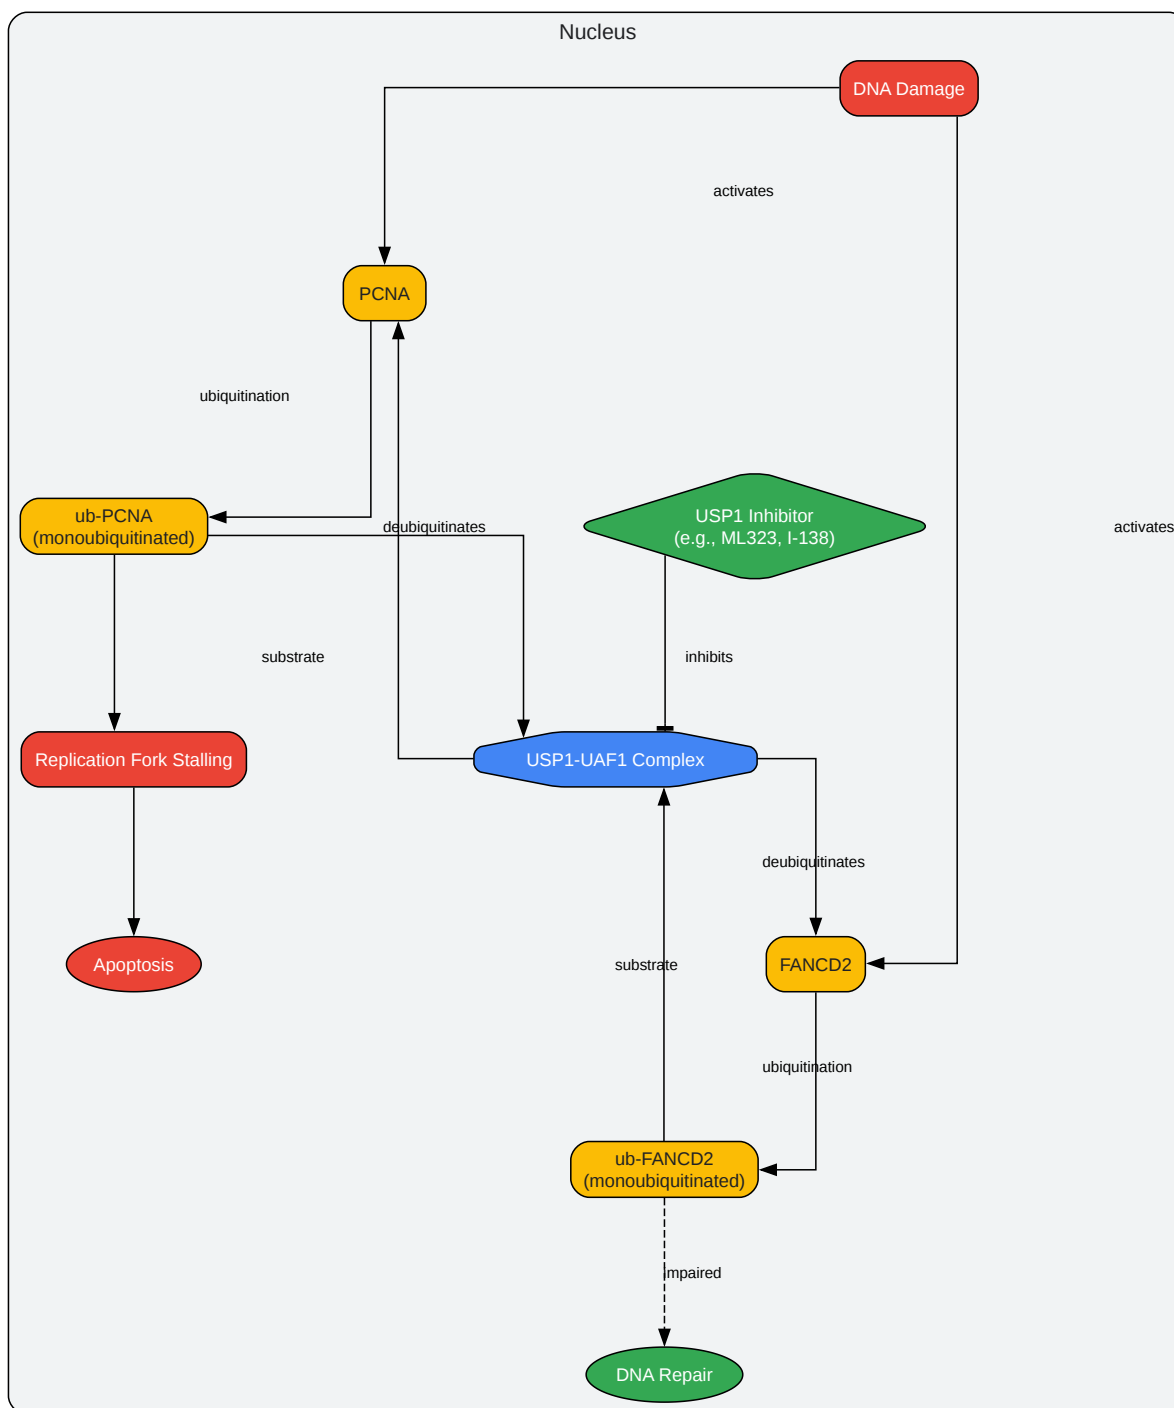 Nucleus
DNA Damage
activates
PCNA
ubiquitination
ub-PCNA
(monoubiquitinated)
deubiquitinates
USP1 Inhibitor
(e.g., ML323, I-138)
activates
substrate
inhibits
Replication Fork Stalling
USP1-UAF1 Complex
deubiquitinates
Apoptosis
substrate
FANCD2
ubiquitination
ub-FANCD2
(monoubiquitinated)
impaired
DNA Repair